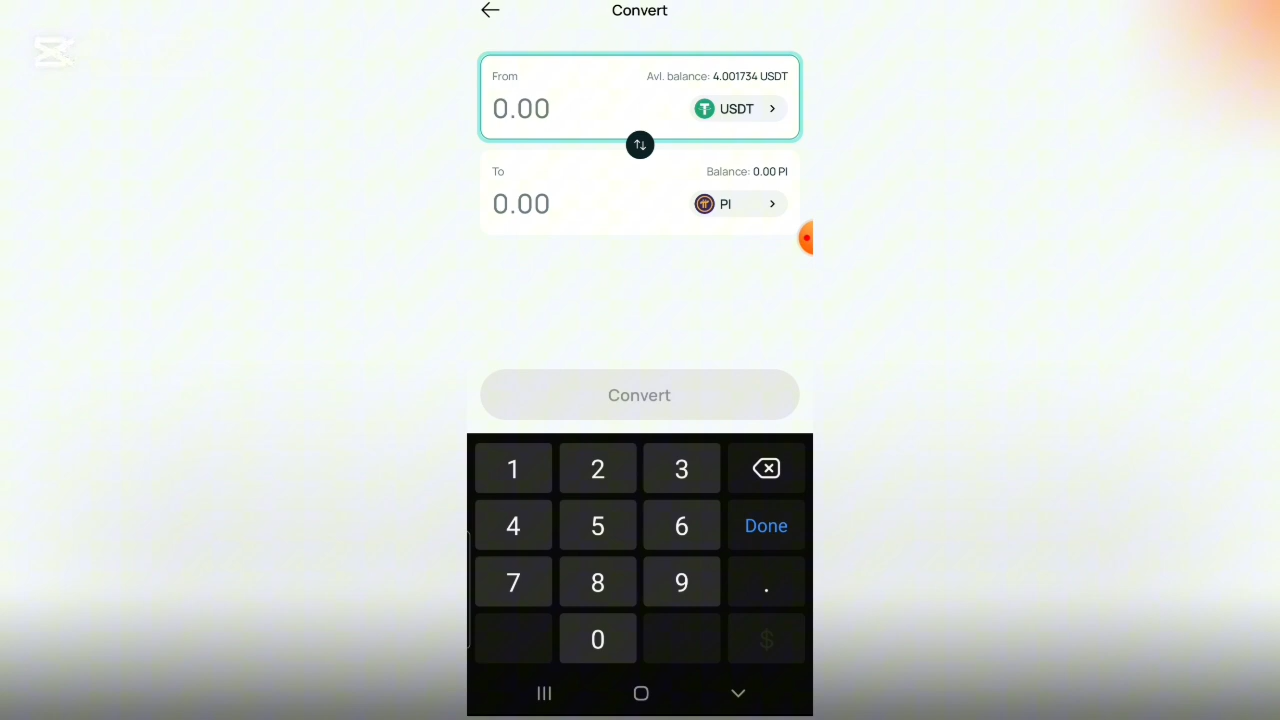 Convert
From
Avl. balance: 4.001734 USDT
0.00
USDT
To
Balance: 0.00 PI
0.00
PI
Convert
1 2 3
4 5 6 Done
7 8 9 .
0 $